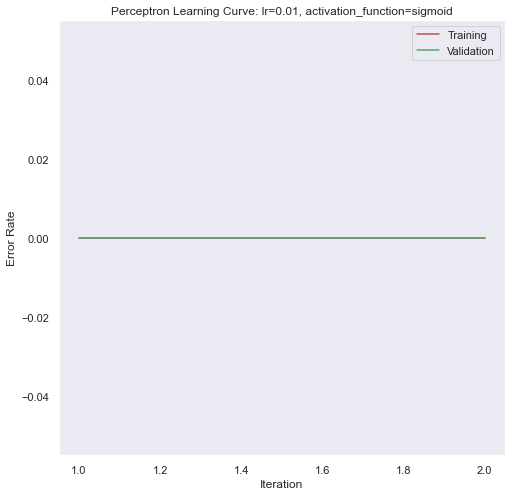 Perceptron Learning Curve: lr=0.01, activation_function=sigmoid
Training
Validation
0.04
0.02
0.00
−0.02
−0.04
Error Rate
1.0 1.2 1.4 1.6 1.8 2.0
Iteration